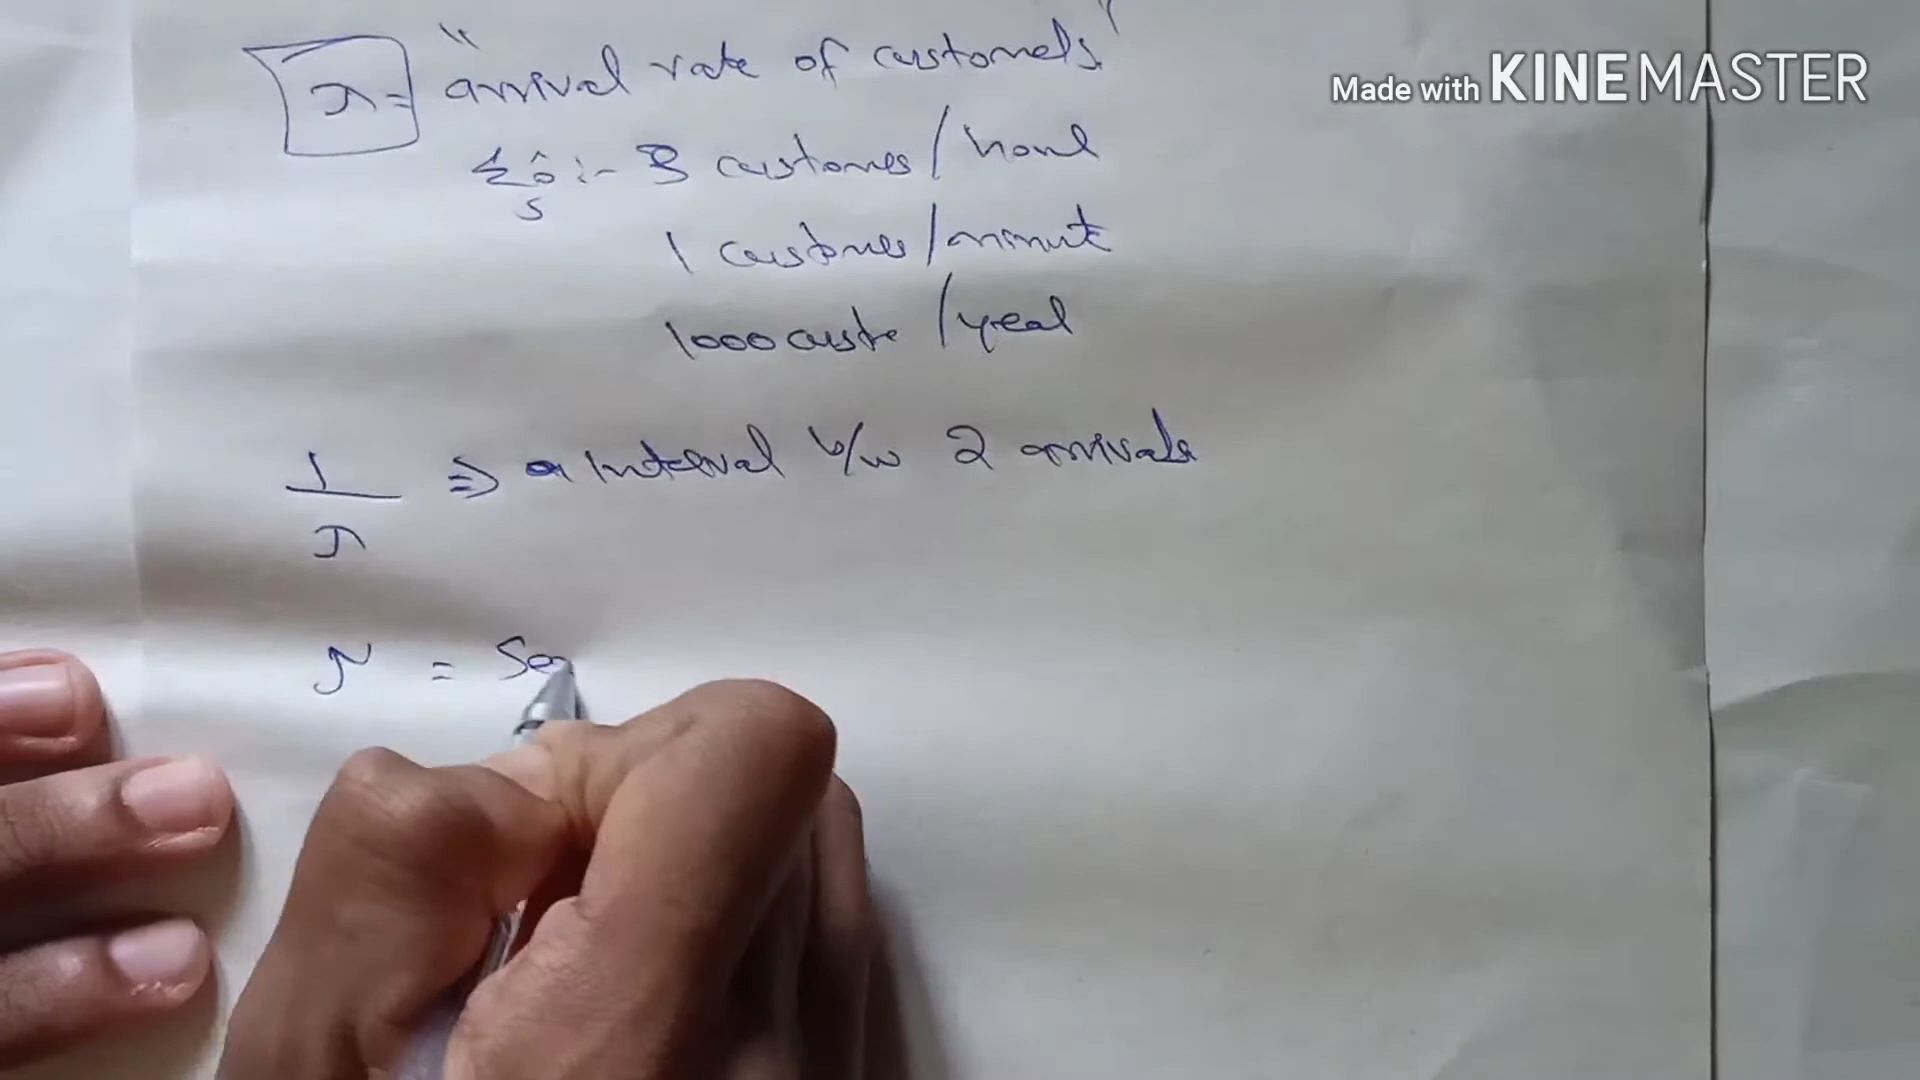 λ = "arrival rate of customers"
5 :- 3 customers / hour
1 customer / minute
1000 custo / year
Made with KINEMASTER
1/λ ⇒ a interval b/w 2 arrivals
μ = Se